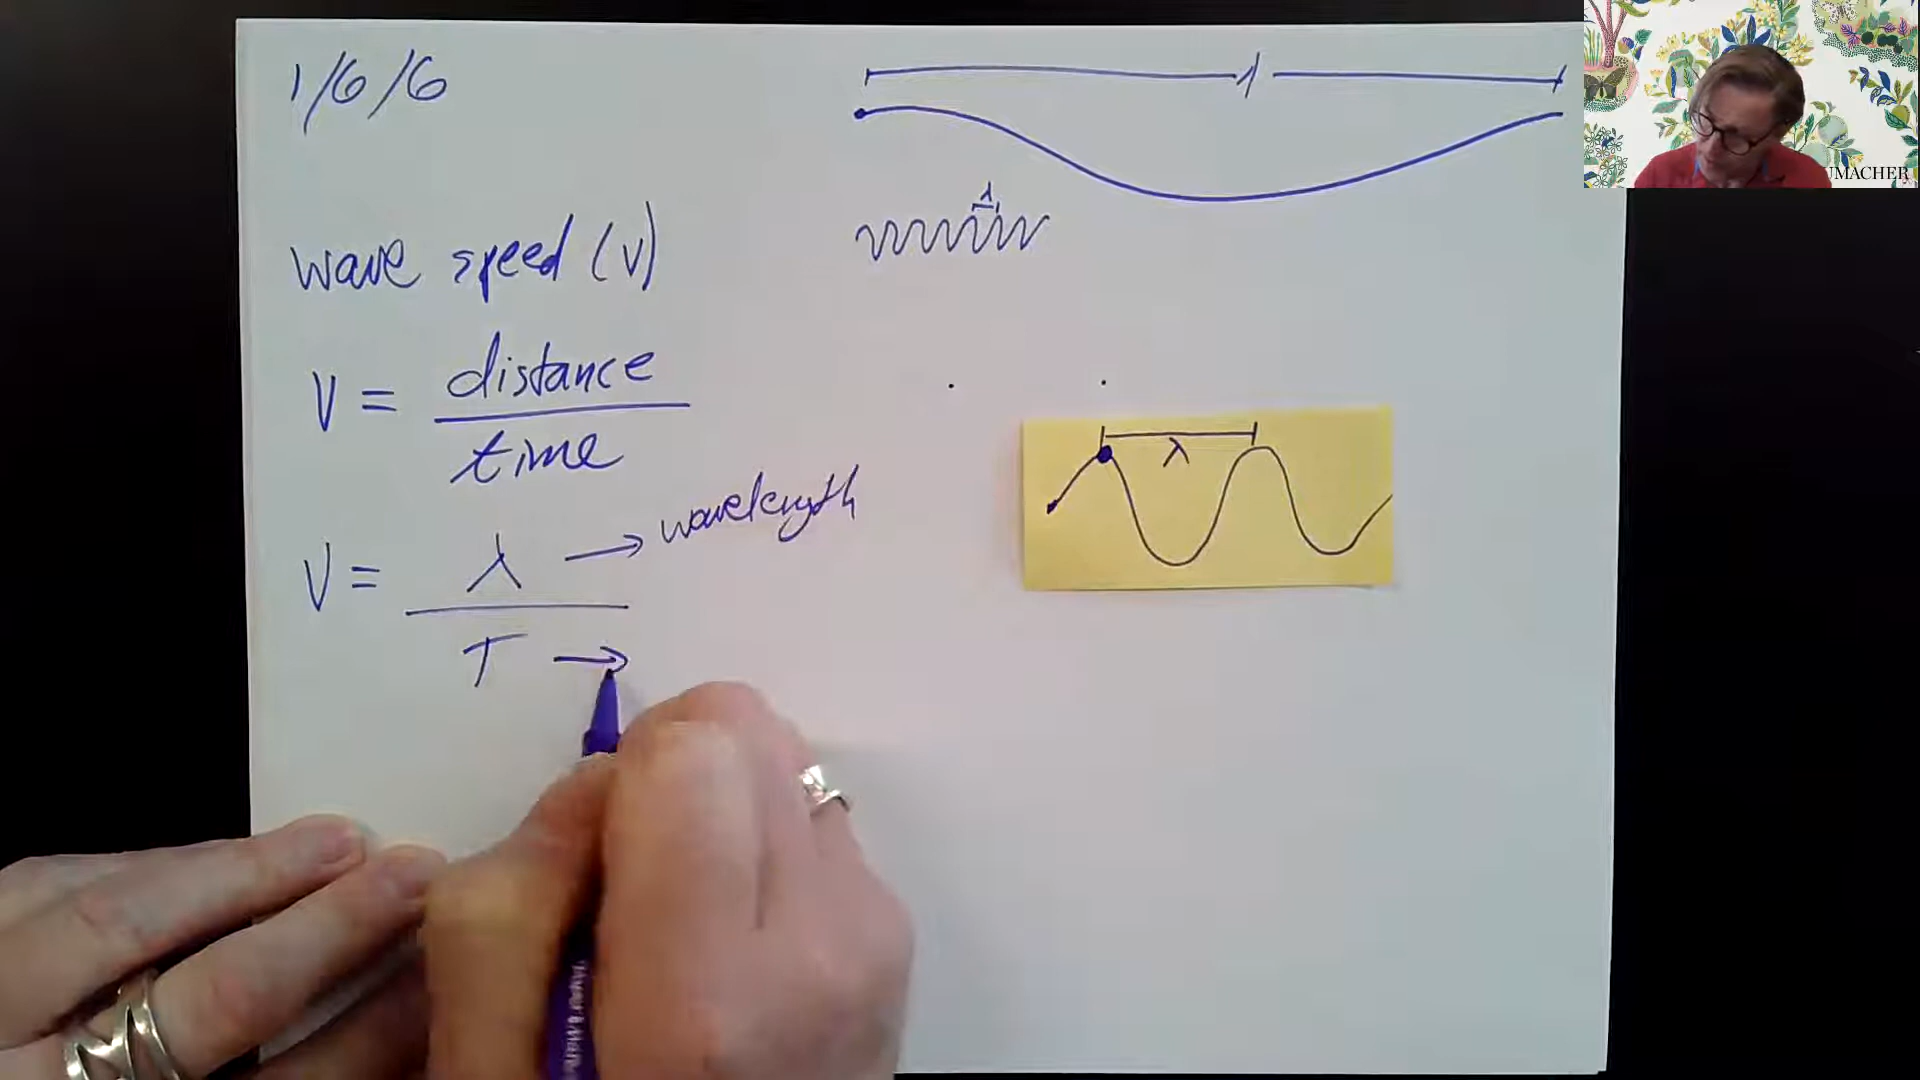 1/6/6
λ
λ
wave speed (v)
V = distance
time
V = λ → wavelength
T →
λ
UMACHER